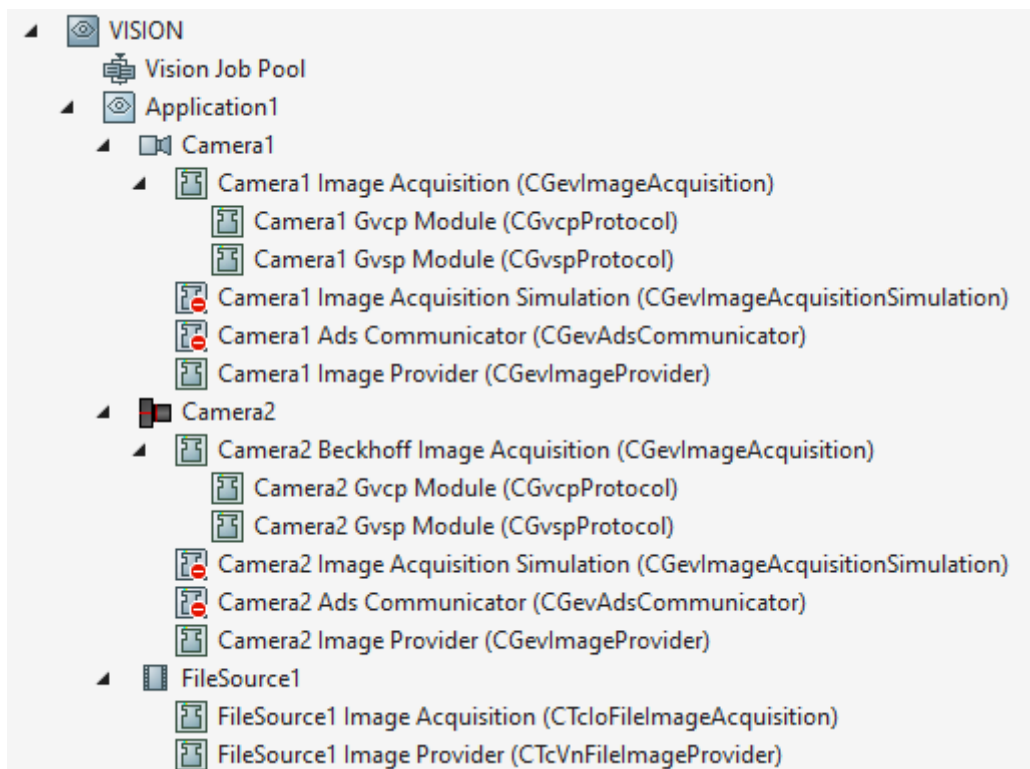 VISION
Vision Job Pool
Application1
Camera1
Camera1 Image Acquisition (CGevImageAcquisition)
Camera1 Gvcp Module (CGvcpProtocol)
Camera1 Gvsp Module (CGvspProtocol)
Camera1 Image Acquisition Simulation (CGevImageAcquisitionSimulation)
Camera1 Ads Communicator (CGevAdsCommunicator)
Camera1 Image Provider (CGevImageProvider)
Camera2
Camera2 Beckhoff Image Acquisition (CGevImageAcquisition)
Camera2 Gvcp Module (CGvcpProtocol)
Camera2 Gvsp Module (CGvspProtocol)
Camera2 Image Acquisition Simulation (CGevImageAcquisitionSimulation)
Camera2 Ads Communicator (CGevAdsCommunicator)
Camera2 Image Provider (CGevImageProvider)
FileSource1
FileSource1 Image Acquisition (CTcIoFileImageAcquisition)
FileSource1 Image Provider (CTcVnFileImageProvider)